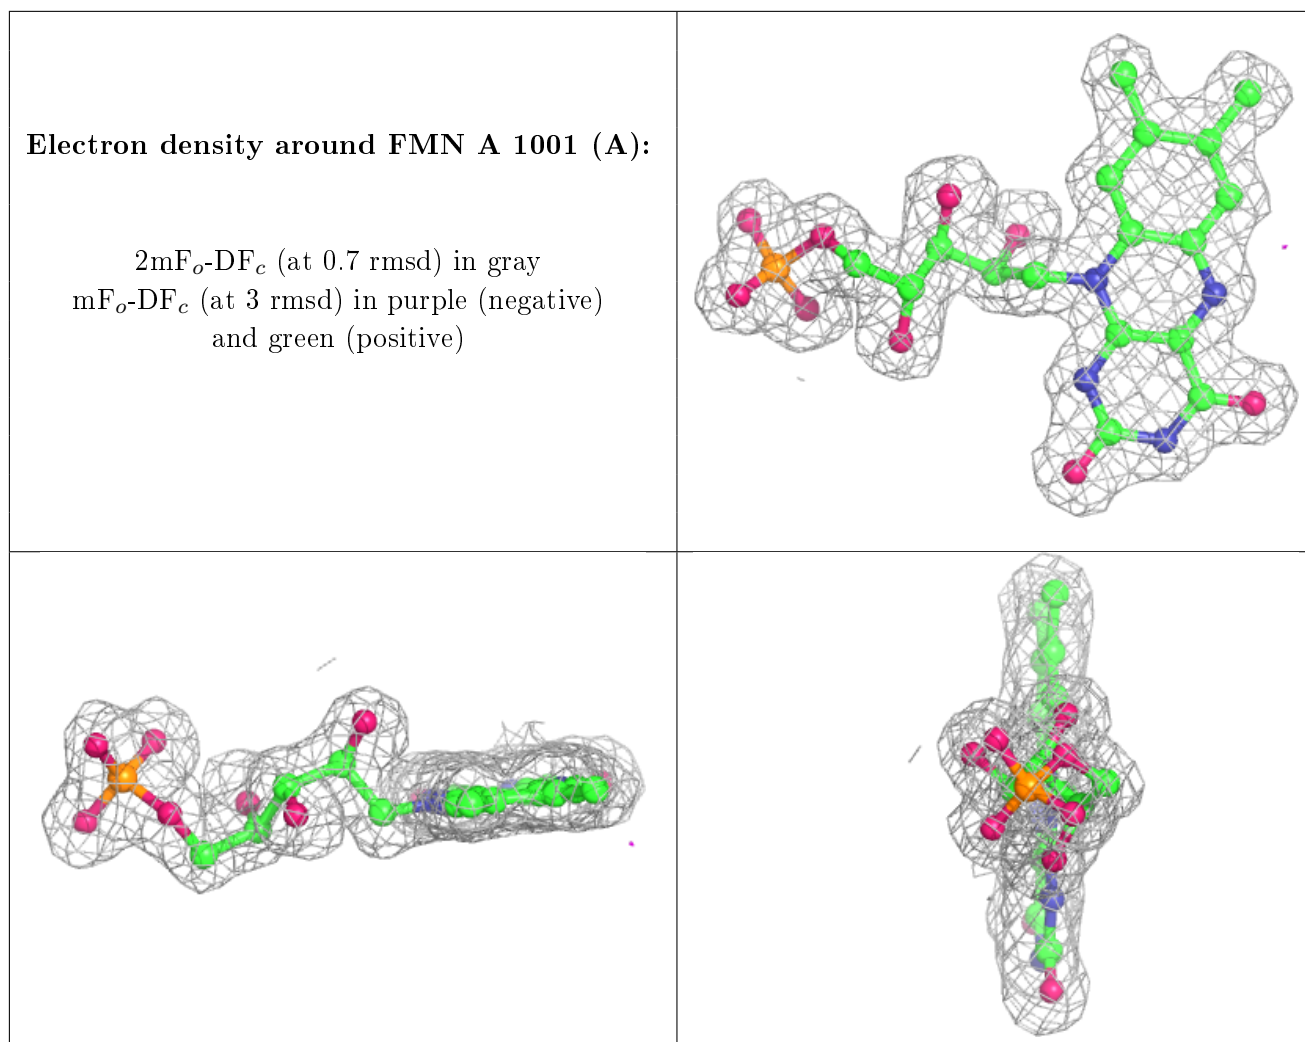 Electron density around FMN A 1001 (A):
2mFₒ-DF𝒸 (at 0.7 rmsd) in gray
mFₒ-DF𝒸 (at 3 rmsd) in purple (negative)
and green (positive)